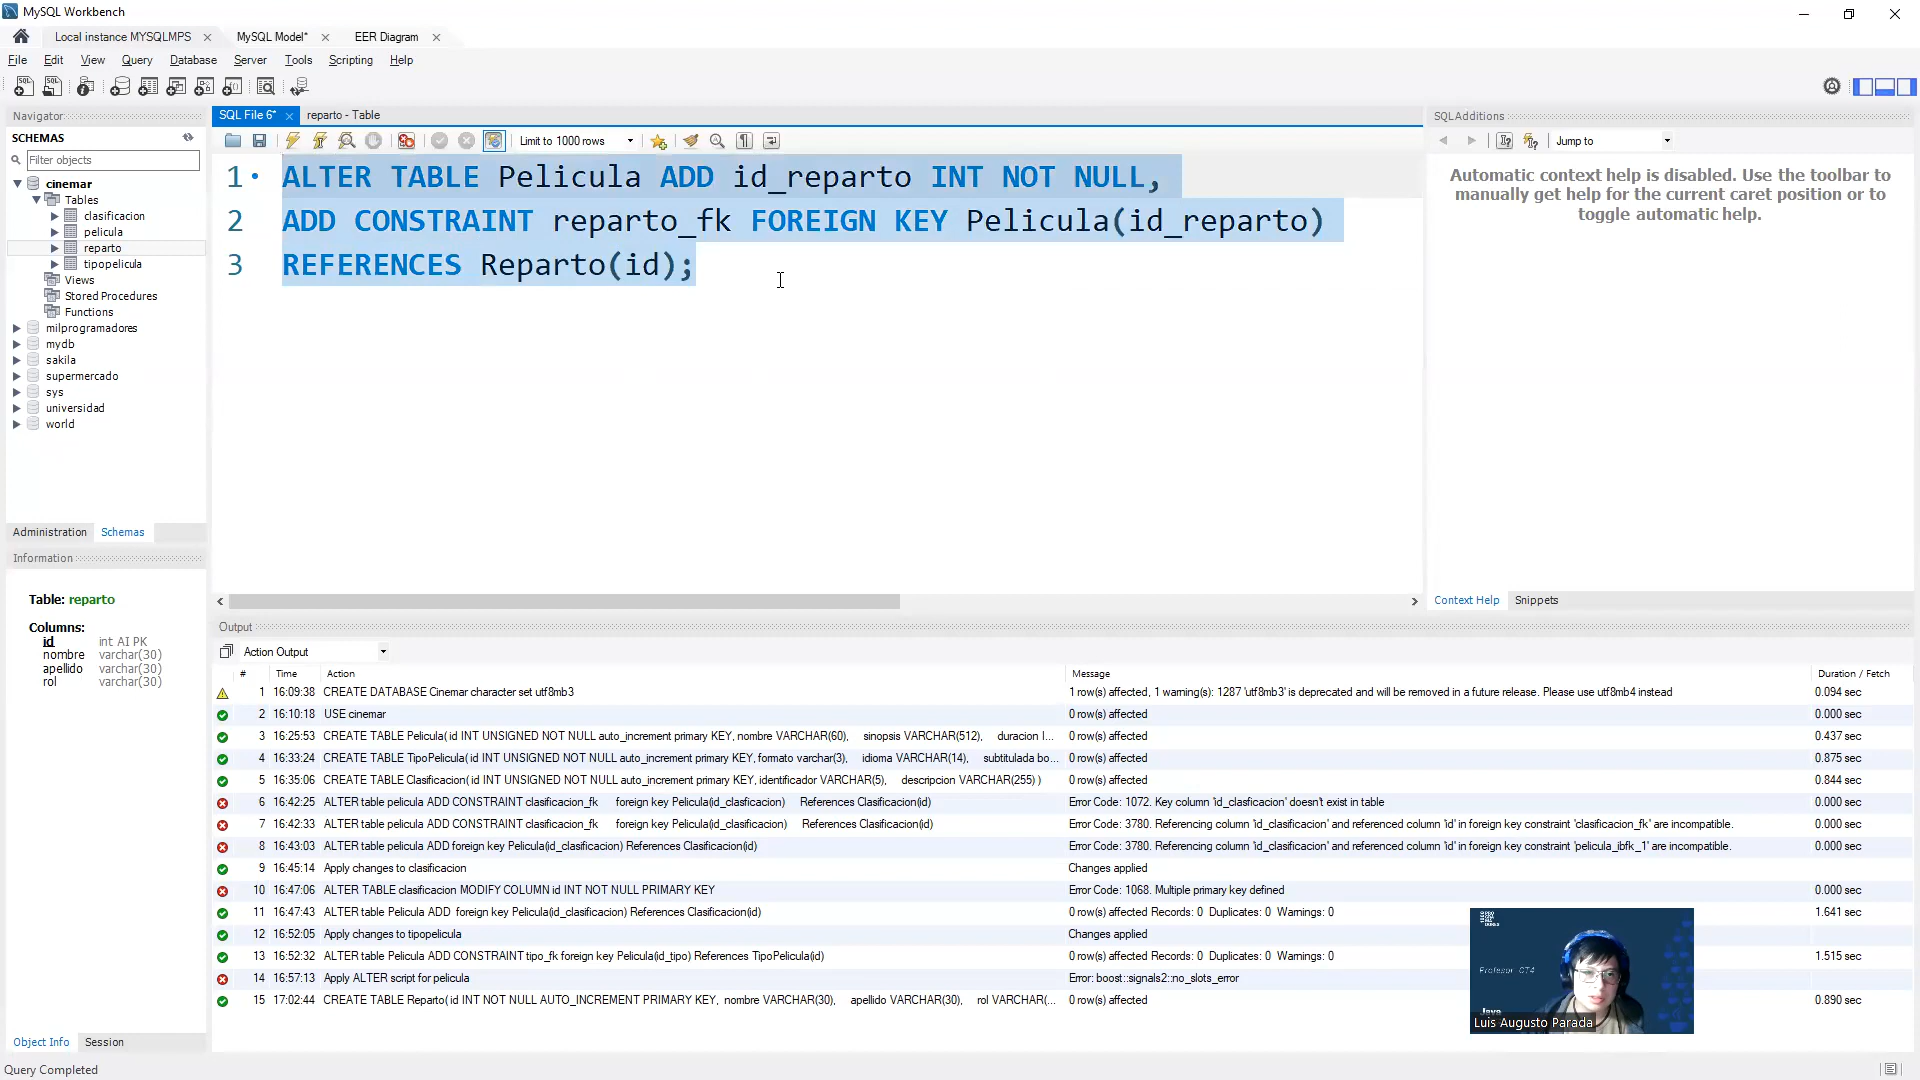 MySQL Workbench
Local instance MYSQLMPS
MySQL Model*
EER Diagram
File Edit View Query Database Server Tools Scripting Help
Navigator
SCHEMAS
Filter objects
cinemar
Tables
clasificacion
pelicula
reparto
tipopelicula
Views
Stored Procedures
Functions
milprogramadores
mydb
sakila
supermercado
sys
universidad
world
Administration Schemas
Information
Table: reparto
Columns:
id int AI PK
nombre varchar(30)
apellido varchar(30)
rol varchar(30)
Object Info Session
Query Completed
SQL File 6*
reparto - Table
Limit to 1000 rows
1 ALTER TABLE Pelicula ADD id_reparto INT NOT NULL,
2 ADD CONSTRAINT reparto_fk FOREIGN KEY Pelicula(id_reparto)
3 REFERENCES Reparto(id);
SQLAdditions
Jump to
Automatic context help is disabled. Use the toolbar to
manually get help for the current caret position or to
toggle automatic help.
Context Help Snippets
Output
Action Output
# Time Action Message Duration / Fetch
1 16:09:38 CREATE DATABASE Cinemar character set utf8mb3 1 row(s) affected, 1 warning(s): 1287 'utf8mb3' is deprecated and will be removed in a future release. Please use utf8mb4 instead 0.094 sec
2 16:10:18 USE cinemar 0 row(s) affected 0.000 sec
3 16:25:53 CREATE TABLE Pelicula( id INT UNSIGNED NOT NULL auto_increment primary KEY, nombre VARCHAR(60), sinopsis VARCHAR(512), duracion I... 0 row(s) affected 0.437 sec
4 16:33:24 CREATE TABLE TipoPelicula( id INT UNSIGNED NOT NULL auto_increment primary KEY, formato varchar(3), idioma VARCHAR(14), subtitulada bo... 0 row(s) affected 0.875 sec
5 16:35:06 CREATE TABLE Clasificacion( id INT UNSIGNED NOT NULL auto_increment primary KEY, identificador VARCHAR(5), descripcion VARCHAR(255) ) 0 row(s) affected 0.844 sec
6 16:42:25 ALTER table pelicula ADD CONSTRAINT clasificacion_fk foreign key Pelicula(id_clasficacion) References Clasificacion(id) Error Code: 1072. Key column 'id_clasficacion' doesn't exist in table 0.000 sec
7 16:42:33 ALTER table pelicula ADD CONSTRAINT clasificacion_fk foreign key Pelicula(id_clasificacion) References Clasificacion(id) Error Code: 3780. Referencing column 'id_clasificacion' and referenced column 'id' in foreign key constraint 'clasificacion_fk' are incompatible. 0.000 sec
8 16:43:03 ALTER table pelicula ADD foreign key Pelicula(id_clasificacion) References Clasificacion(id) Error Code: 3780. Referencing column 'id_clasificacion' and referenced column 'id' in foreign key constraint 'pelicula_ibfk_1' are incompatible. 0.000 sec
9 16:45:14 Apply changes to clasificacion Changes applied
10 16:47:06 ALTER TABLE clasificacion MODIFY COLUMN id INT NOT NULL PRIMARY KEY Error Code: 1068. Multiple primary key defined 0.000 sec
11 16:47:43 ALTER table Pelicula ADD foreign key Pelicula(id_clasificacion) References Clasificacion(id) 0 row(s) affected Records: 0 Duplicates: 0 Warnings: 0 1.641 sec
12 16:52:05 Apply changes to tipopelicula Changes applied
13 16:52:32 ALTER table Pelicula ADD CONSTRAINT tipo_fk foreign key Pelicula(id_tipo) References TipoPelicula(id) 0 row(s) affected Records: 0 Duplicates: 0 Warnings: 0 1.515 sec
14 16:57:13 Apply ALTER script for pelicula Error: boost::signals2::no_slots_error
15 17:02:44 CREATE TABLE Reparto( id INT NOT NULL AUTO_INCREMENT PRIMARY KEY, nombre VARCHAR(30), apellido VARCHAR(30), rol VARCHAR(... 0 row(s) affected 0.890 sec
Profesor CT4
Java
Luis Augusto Parada